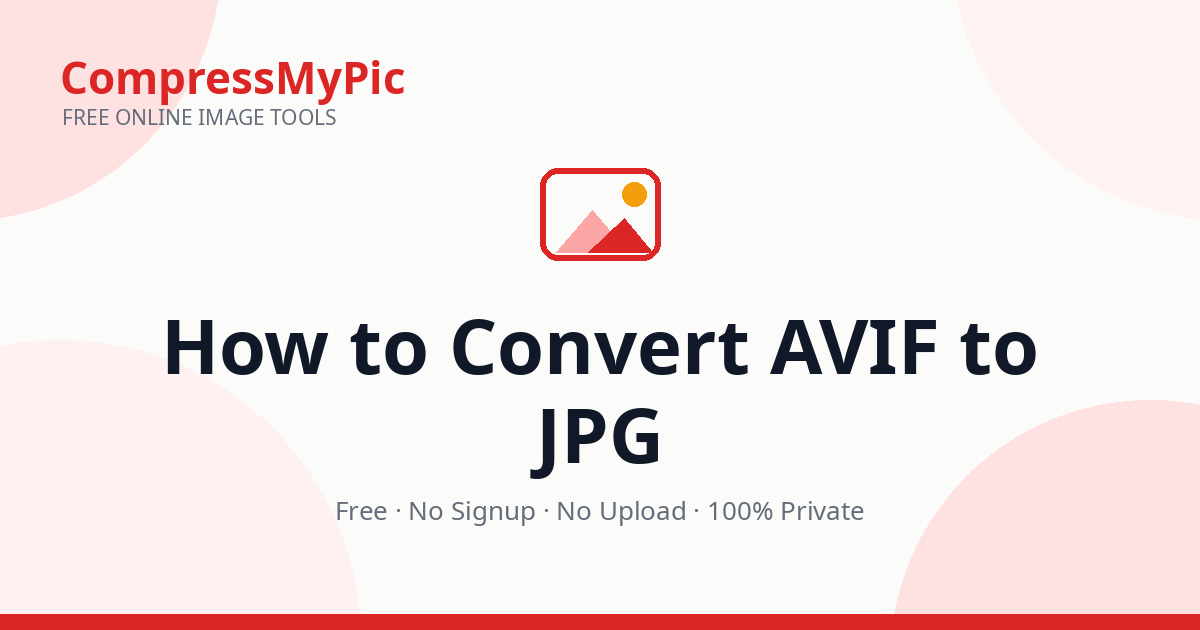 CompressMyPic
FREE ONLINE IMAGE TOOLS
How to Convert AVIF to
JPG
Free · No Signup · No Upload · 100% Private